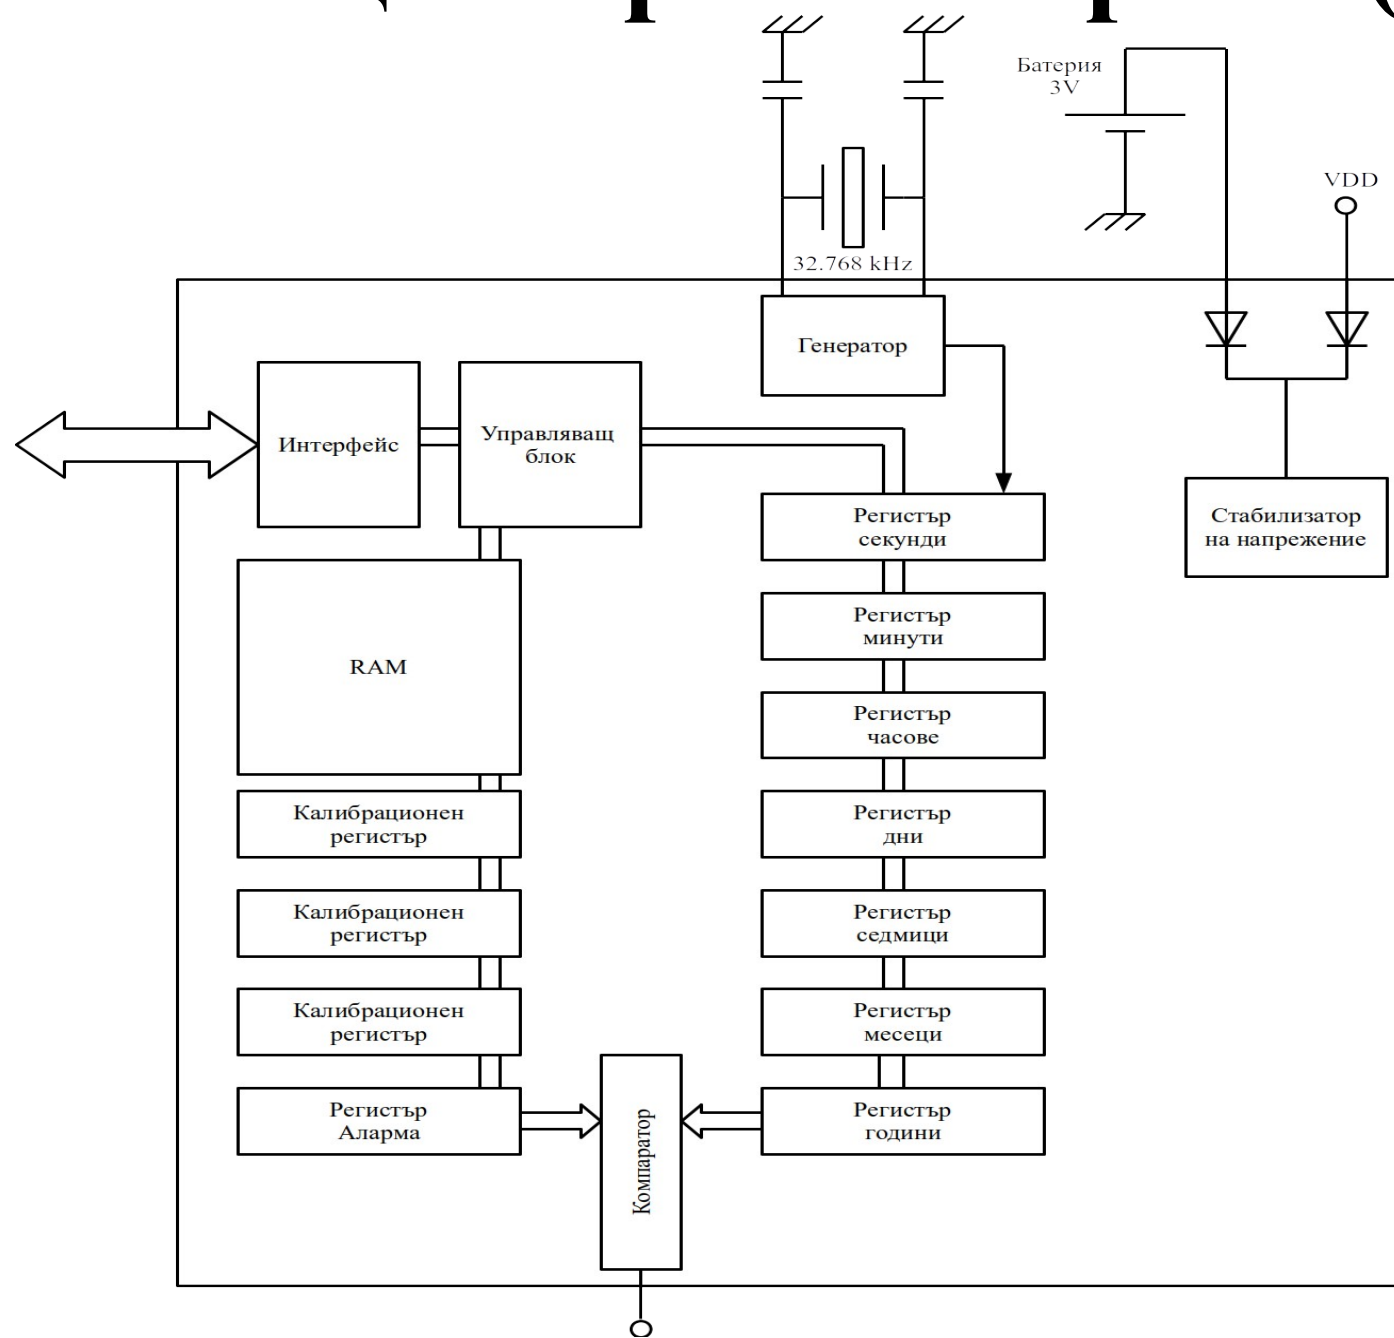 Батерия
3V
VDD
32.768 kHz
Генератор
Интерфейс
Управляващ
блок
Регистър
секунди
Стабилизатор
на напрежение
Регистър
минути
RAM
Регистър
часове
Калибрационен
регистър
Регистър
дни
Калибрационен
регистър
Регистър
седмици
Калибрационен
регистър
Регистър
месеци
Регистър
Аларма
Компаратор
Регистър
години